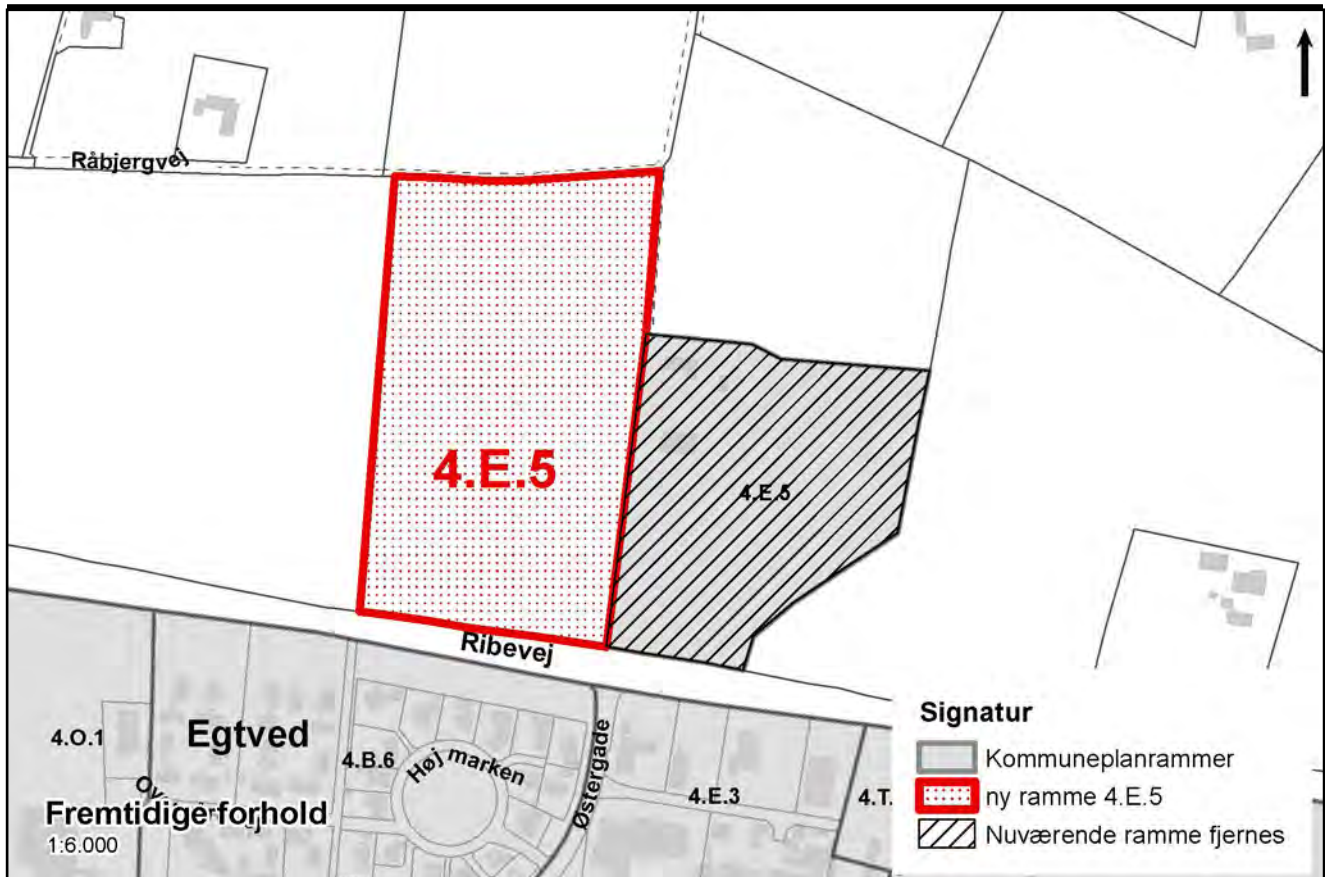 Råbjergvej
4.E.5
4.E.5
Ribevej
4.O.1
Egtved
4.B.6
Høj marken
Østergade
4.E.3
4.T.
Fremtidige forhold
1:6.000
Signatur
Kommuneplanrammer
ny ramme 4.E.5
Nuværende ramme fjernes